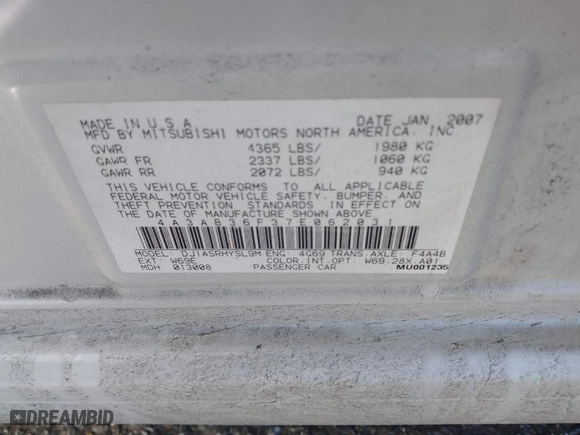 MADE IN U.S.A. DATE JAN. 2007
MFD BY MITSUBISHI MOTORS NORTH AMERICA, INC.
GVWR 4365 LBS/ 1980 KG
GAWR FR 2337 LBS/ 1060 KG
GAWR RR 2072 LBS/ 940 KG
THIS VEHICLE CONFORMS TO ALL APPLICABLE
FEDERAL MOTOR VEHICLE SAFETY, BUMPER, AND
THEFT PREVENTION STANDARDS IN EFFECT ON
THE DATE OF MANUFACTURE SHOWN ABOVE.
4A3AB36F37E062031
MODEL: DJ1ASRHYSL9M ENG: 4G69 TRANS.AXLE: F4A4B
EXT: W69E COLOR.INT.OPT: W69.28X.A01
MDH 013008 PASSENGER CAR MU001235
DREAMBID